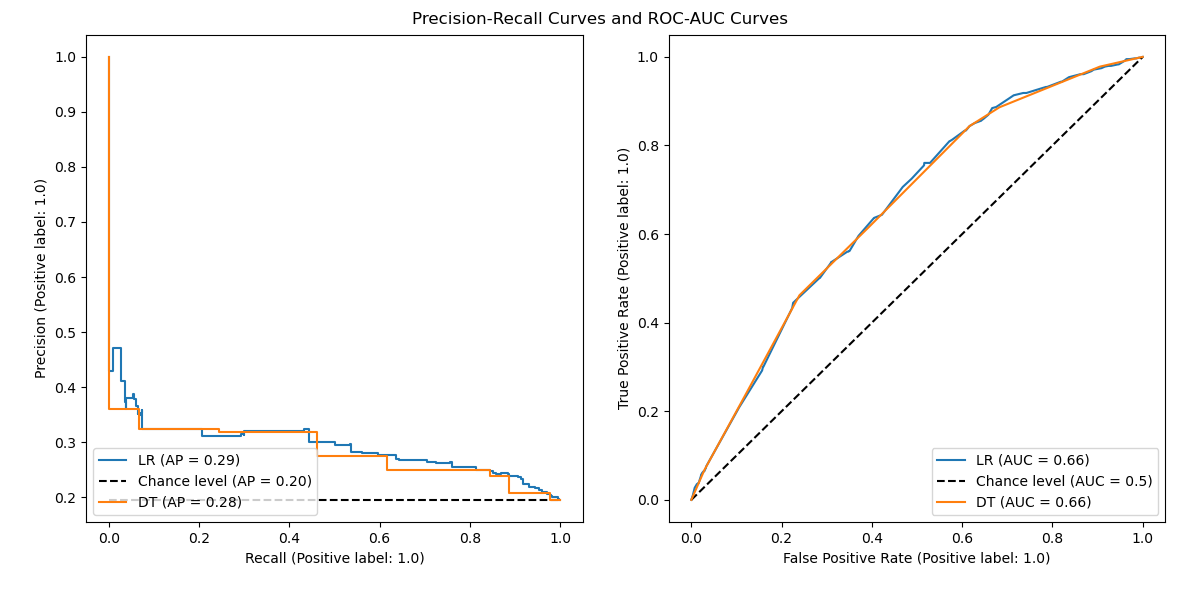 Precision-Recall Curves and ROC-AUC Curves
1.0
0.9
0.8
0.7
0.6
0.5
0.4
0.3
0.2
Precision (Positive label: 1.0)
LR (AP = 0.29)
Chance level (AP = 0.20)
DT (AP = 0.28)
0.0 0.2 0.4 0.6 0.8 1.0
Recall (Positive label: 1.0)
1.0
0.8
0.6
0.4
0.2
0.0
True Positive Rate (Positive label: 1.0)
LR (AUC = 0.66)
Chance level (AUC = 0.5)
DT (AUC = 0.66)
0.0 0.2 0.4 0.6 0.8 1.0
False Positive Rate (Positive label: 1.0)